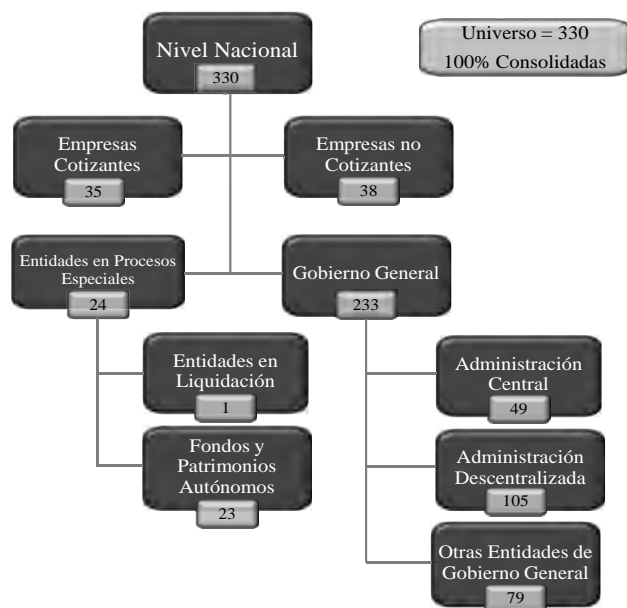 Nivel Nacional
330
Universo = 330
100% Consolidadas
Empresas
Cotizantes
35
Empresas no
Cotizantes
38
Entidades en Procesos
Especiales
24
Gobierno General
233
Entidades en
Liquidación
1
Fondos y
Patrimonios
Autónomos
23
Administración
Central
49
Administración
Descentralizada
105
Otras Entidades de
Gobierno General
79